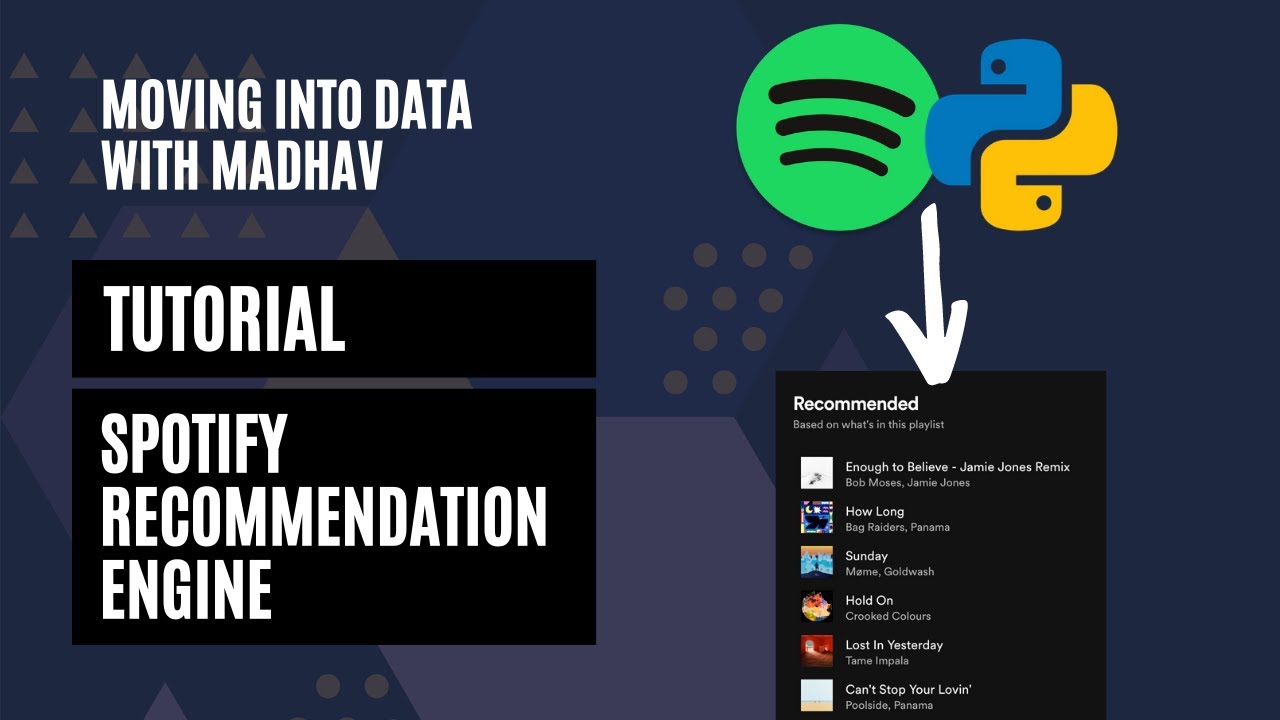 MOVING INTO DATA
WITH MADHAV
TUTORIAL
SPOTIFY
RECOMMENDATION
ENGINE
Recommended
Based on what's in this playlist
Enough to Believe - Jamie Jones Remix
Bob Moses, Jamie Jones
How Long
Bag Raiders, Panama
Sunday
Møme, Goldwash
Hold On
Crooked Colours
Lost In Yesterday
Tame Impala
Can't Stop Your Lovin'
Poolside, Panama